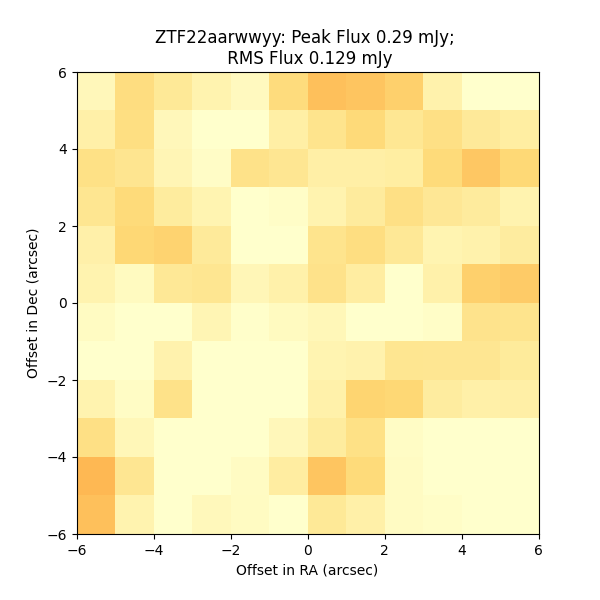 ZTF22aarwwyy: Peak Flux 0.29 mJy;
RMS Flux 0.129 mJy
6
4
2
0
−2
−4
−6
Offset in Dec (arcsec)
−6 −4 −2 0 2 4 6
Offset in RA (arcsec)